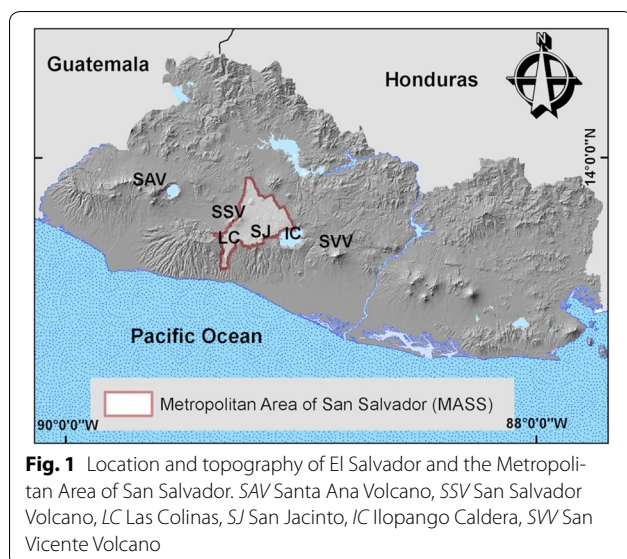 N
Guatemala
Honduras
14°0'0"N
SAV
SSV
LC SJ IC
SVV
Pacific Ocean
Metropolitan Area of San Salvador (MASS)
90°0'0"W
88°0'0"W
Fig. 1 Location and topography of El Salvador and the Metropoli-
tan Area of San Salvador. SAV Santa Ana Volcano, SSV San Salvador
Volcano, LC Las Colinas, SJ San Jacinto, IC Ilopango Caldera, SVV San
Vicente Volcano